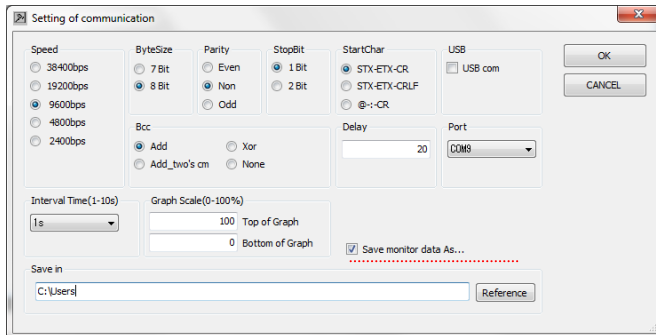 Setting of communication
Speed
38400bps
19200bps
9600bps
4800bps
2400bps
ByteSize
7 Bit
8 Bit
Parity
Even
Non
Odd
StopBit
1 Bit
2 Bit
StartChar
STX-ETX-CR
STX-ETX-CRLF
@-:-CR
USB
USB com
OK
CANCEL
Bcc
Add
Xor
Add_two's cm
None
Delay
20
Port
COM9
Interval Time(1-10s)
1s
Graph Scale(0-100%)
100 Top of Graph
0 Bottom of Graph
Save monitor data As...
Save in
C:\Users
Reference